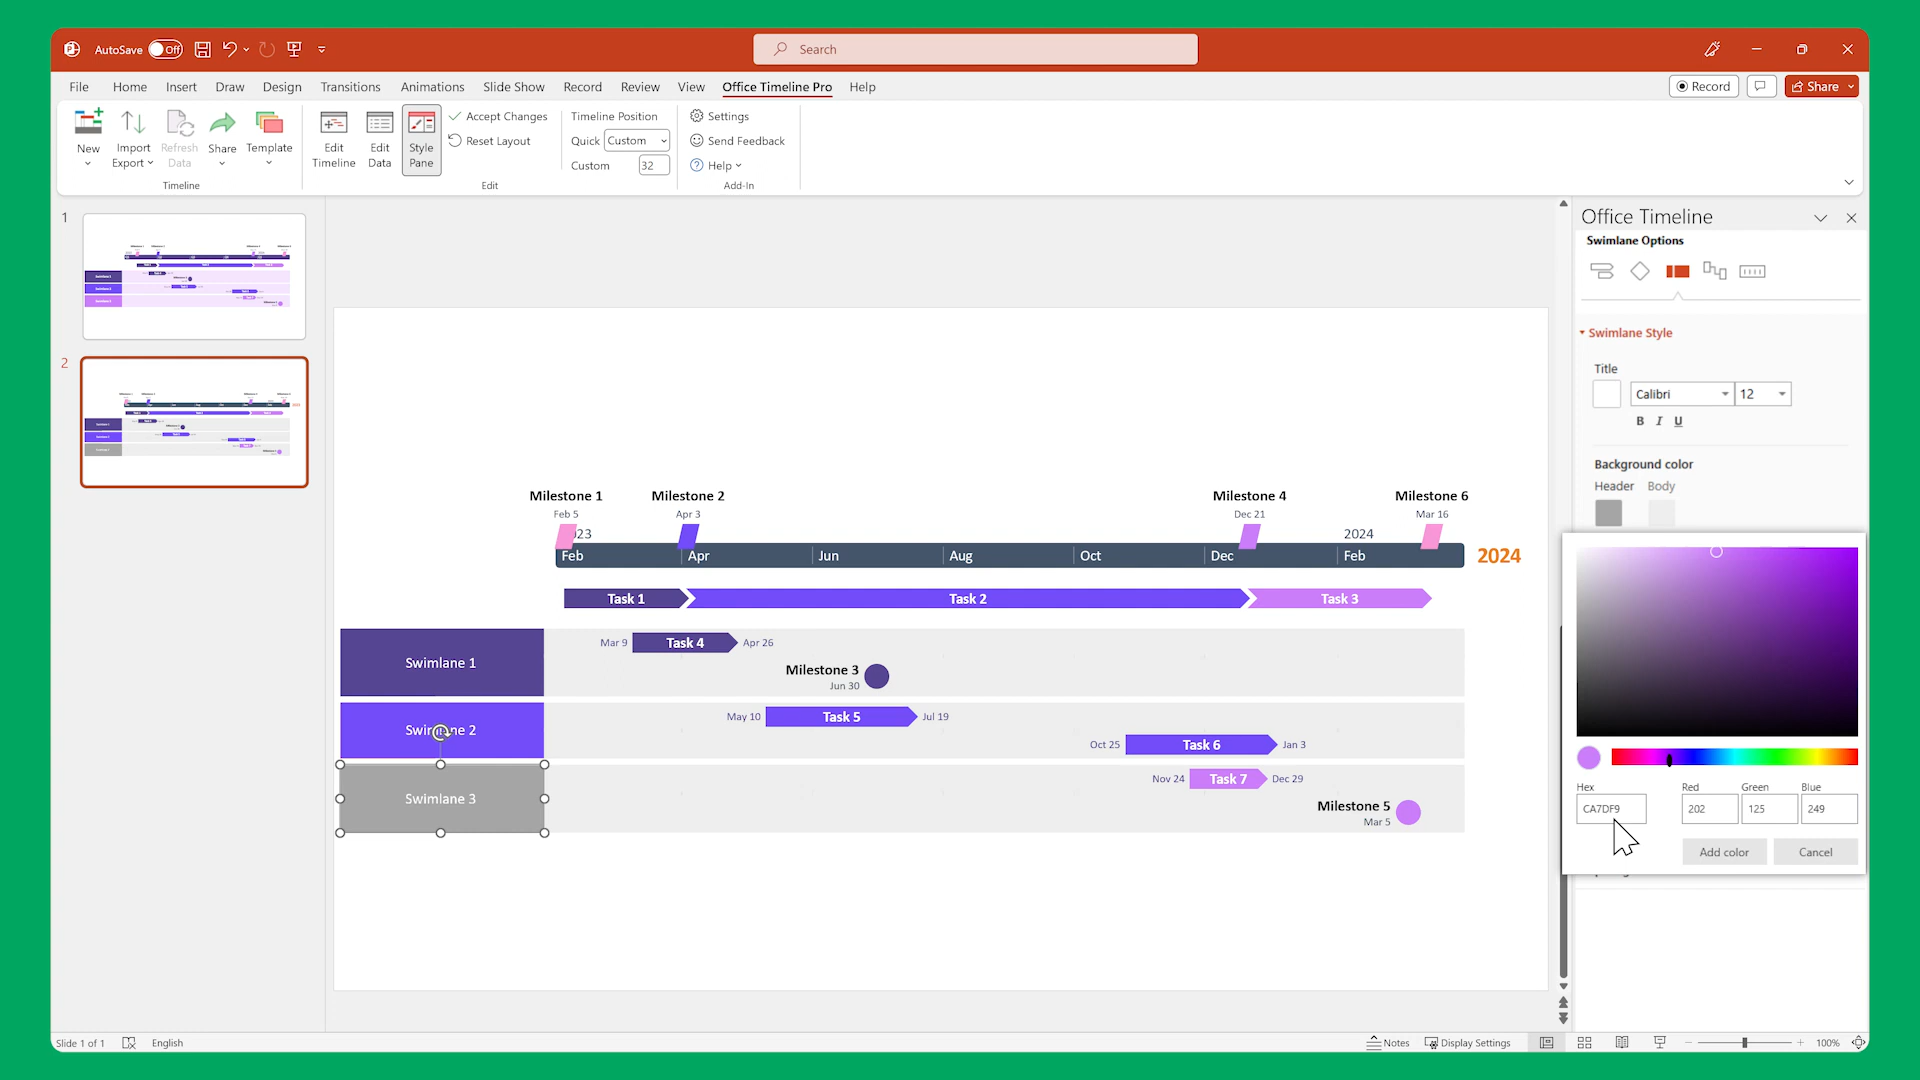 AutoSave Off
Search
File Home Insert Draw Design Transitions Animations Slide Show Record Review View Office Timeline Pro Help
Record Share
New
Import Export
Refresh Data
Share
Template
Timeline
Edit Timeline
Edit Data
Style Pane
Accept Changes
Reset Layout
Edit
Timeline Position
Quick Custom
Custom 32
Settings
Send Feedback
Help
Add-In
1
2
Milestone 1
Feb 5
Milestone 2
Apr 3
Milestone 4
Dec 21
Milestone 6
Mar 16
23
2024
Feb Apr Jun Aug Oct Dec Feb
2024
Task 1 Task 2 Task 3
Swimlane 1
Mar 9 Task 4 Apr 26
Milestone 3
Jun 30
Swimlane 2
May 10 Task 5 Jul 19
Oct 25 Task 6 Jan 3
Swimlane 3
Nov 24 Task 7 Dec 29
Milestone 5
Mar 5
Office Timeline
Swimlane Options
Swimlane Style
Title
Calibri 12
B I U
Background color
Header Body
Hex Red Green Blue
CA7DF9 202 125 249
Add color Cancel
Slide 1 of 1 English
Notes Display Settings 100%